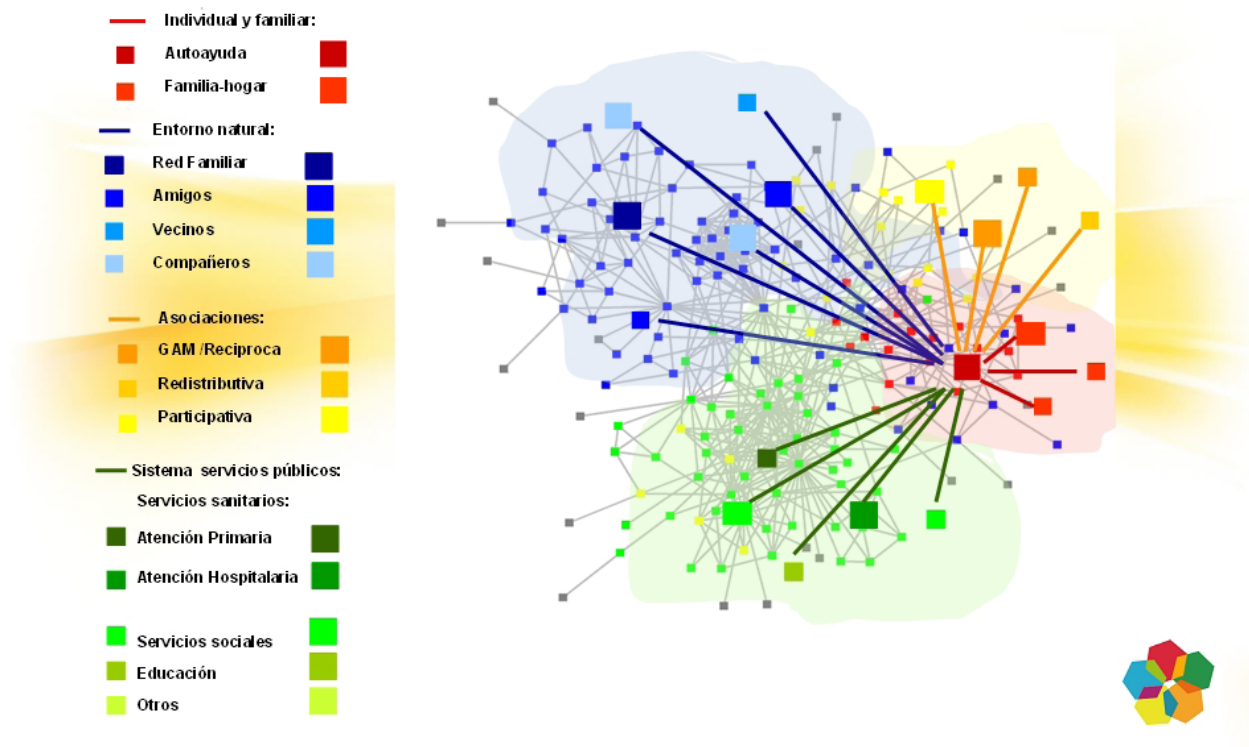 Individual y familiar:
Autoayuda
Familia-hogar
Entorno natural:
Red Familiar
Amigos
Vecinos
Compañeros
Asociaciones:
GAM /Reciproca
Redistributiva
Participativa
Sistema servicios públicos:
Servicios sanitarios:
Atención Primaria
Atención Hospitalaria
Servicios sociales
Educación
Otros